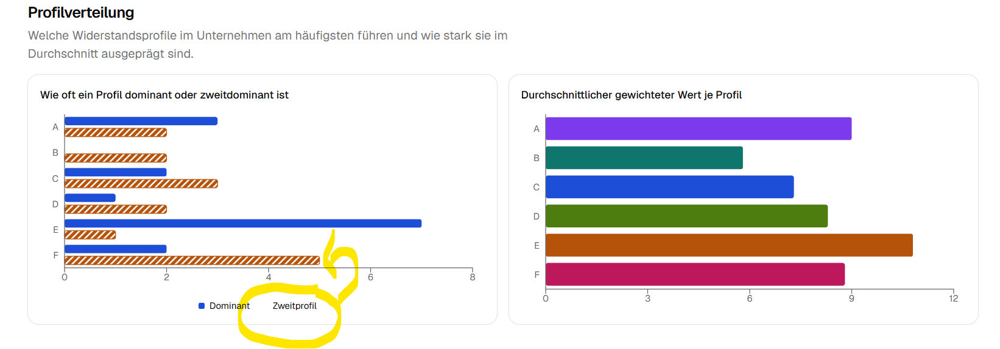 Profilverteilung
Welche Widerstandsprofile im Unternehmen am häufigsten führen und wie stark sie im
Durchschnitt ausgeprägt sind.
Wie oft ein Profil dominant oder zweitdominant ist
A
B
C
D
E
F
0 2 4 6 8
Dominant Zweitprofil
Durchschnittlicher gewichteter Wert je Profil
A
B
C
D
E
F
0 3 6 9 12